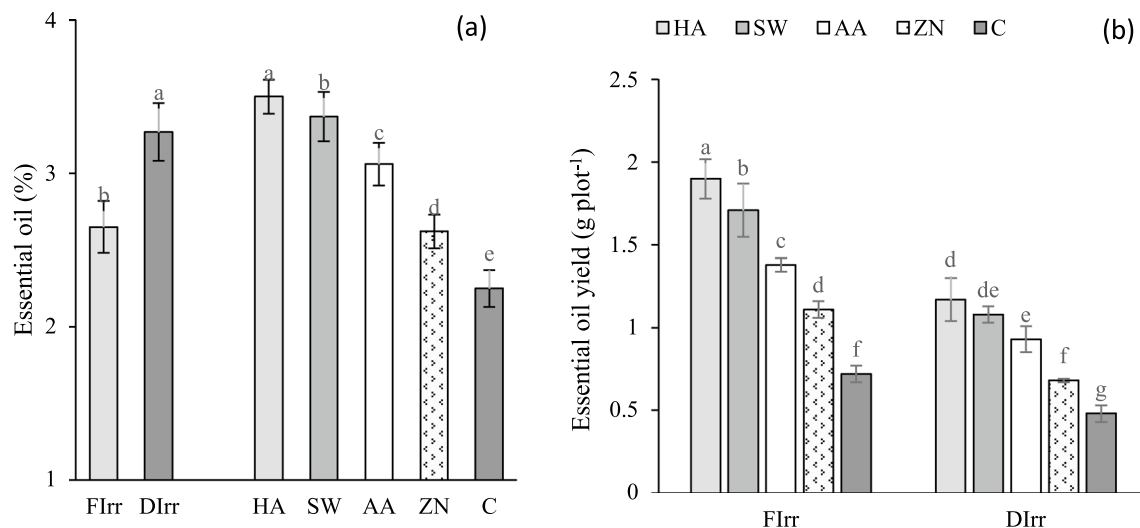 (a)
Essential oil (%)
4
3
2
1
b
a
a
b
c
d
e
FIrr DIrr HA SW AA ZN C
HA SW AA ZN C
(b)
Essential oil yield (g plot-1)
2.5
2
1.5
1
0.5
0
a
b
c
d
f
d
de
e
f
g
FIrr DIrr